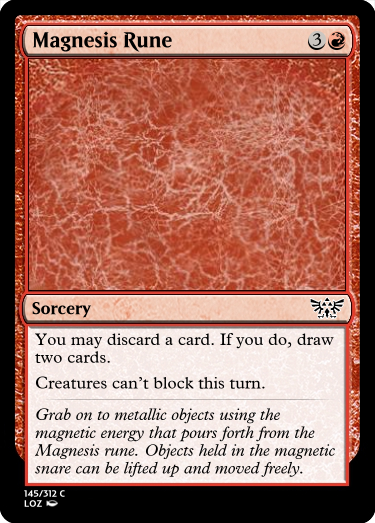 Magnesis Rune 3
Sorcery
You may discard a card. If you do, draw
two cards.
Creatures can't block this turn.
Grab on to metallic objects using the
magnetic energy that pours forth from the
Magnesis rune. Objects held in the magnetic
snare can be lifted up and moved freely.
145/312 C
LOZ